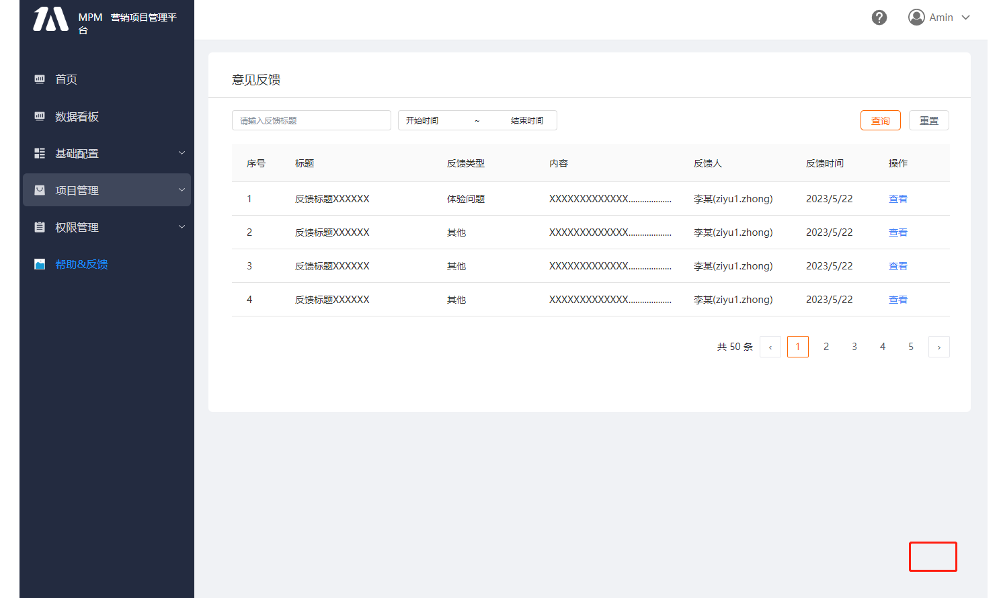 MPM 营销项目管理平
台
Amin
首页
数据看板
基础配置
项目管理
权限管理
帮助&反馈
意见反馈
请输入反馈标题 开始时间 ~ 结束时间 查询 重置
序号 标题 反馈类型 内容 反馈人 反馈时间 操作
1 反馈标题XXXXXX 体验问题 XXXXXXXXXXXXX................... 李某(ziyu1.zhong) 2023/5/22 查看
2 反馈标题XXXXXX 其他 XXXXXXXXXXXXX................... 李某(ziyu1.zhong) 2023/5/22 查看
3 反馈标题XXXXXX 其他 XXXXXXXXXXXXX................... 李某(ziyu1.zhong) 2023/5/22 查看
4 反馈标题XXXXXX 其他 XXXXXXXXXXXXX................... 李某(ziyu1.zhong) 2023/5/22 查看
共 50 条 ‹ 1 2 3 4 5 ›